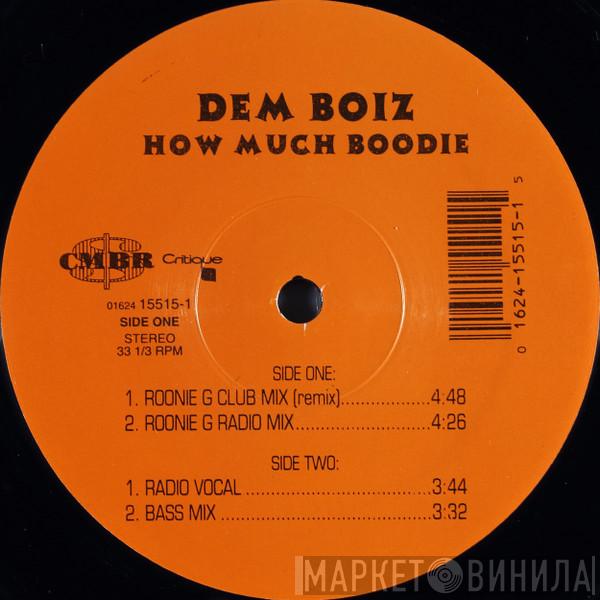 DEM BOIZ
HOW MUCH BOODIE
CMBR Critique
01624 15515-1
SIDE ONE
STEREO
33 1/3 RPM
0 1624-15515-1 5
SIDE ONE:
1. ROONIE G CLUB MIX (remix)..................4:48
2. ROONIE G RADIO MIX...........................4:26
SIDE TWO:
1. RADIO VOCAL .....................................3:44
2. BASS MIX ..........................................3:32
МАРКЕТ ВИНИЛА